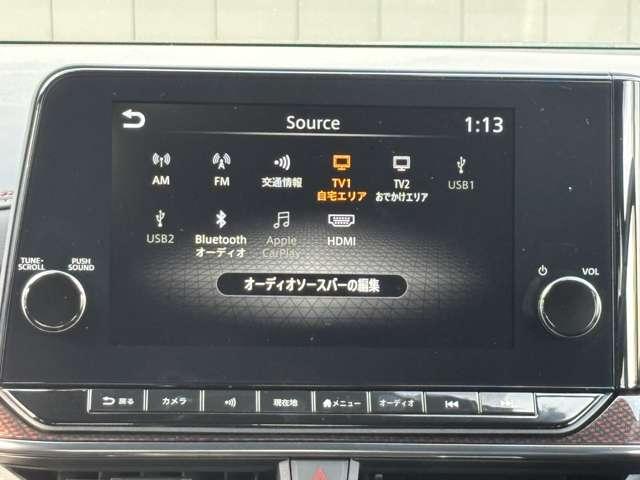 Source
1:13
AM
FM
交通情報
TV1
自宅エリア
TV2
おでかけエリア
USB1
USB2
Bluetooth
オーディオ
Apple
CarPlay
HDMI
オーディオソースバーの編集
TUNE・
SCROLL
PUSH
SOUND
VOL
戻る
カメラ
現在地
メニュー
オーディオ